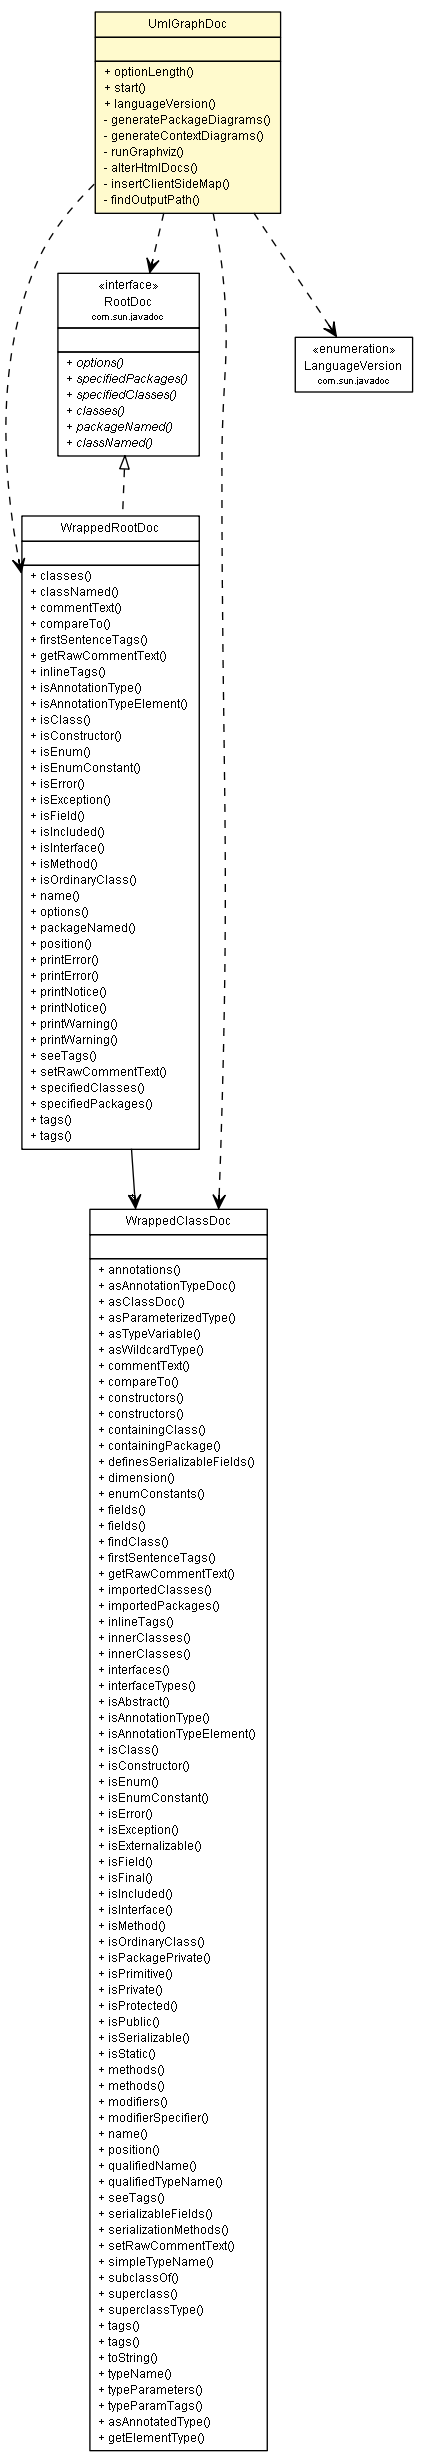 UmlGraphDoc
+ optionLength()
+ start()
+ languageVersion()
- generatePackageDiagrams()
- generateContextDiagrams()
- runGraphviz()
- alterHtmlDocs()
- insertClientSideMap()
- findOutputPath()
«interface»
RootDoc
com.sun.javadoc
+ options()
+ specifiedPackages()
+ specifiedClasses()
+ classes()
+ packageNamed()
+ classNamed()
«enumeration»
LanguageVersion
com.sun.javadoc
WrappedRootDoc
+ classes()
+ classNamed()
+ commentText()
+ compareTo()
+ firstSentenceTags()
+ getRawCommentText()
+ inlineTags()
+ isAnnotationType()
+ isAnnotationTypeElement()
+ isClass()
+ isConstructor()
+ isEnum()
+ isEnumConstant()
+ isError()
+ isException()
+ isField()
+ isIncluded()
+ isInterface()
+ isMethod()
+ isOrdinaryClass()
+ name()
+ options()
+ packageNamed()
+ position()
+ printError()
+ printError()
+ printNotice()
+ printNotice()
+ printWarning()
+ printWarning()
+ seeTags()
+ setRawCommentText()
+ specifiedClasses()
+ specifiedPackages()
+ tags()
+ tags()
WrappedClassDoc
+ annotations()
+ asAnnotationTypeDoc()
+ asClassDoc()
+ asParameterizedType()
+ asTypeVariable()
+ asWildcardType()
+ commentText()
+ compareTo()
+ constructors()
+ constructors()
+ containingClass()
+ containingPackage()
+ definesSerializableFields()
+ dimension()
+ enumConstants()
+ fields()
+ fields()
+ findClass()
+ firstSentenceTags()
+ getRawCommentText()
+ importedClasses()
+ importedPackages()
+ inlineTags()
+ innerClasses()
+ innerClasses()
+ interfaces()
+ interfaceTypes()
+ isAbstract()
+ isAnnotationType()
+ isAnnotationTypeElement()
+ isClass()
+ isConstructor()
+ isEnum()
+ isEnumConstant()
+ isError()
+ isException()
+ isExternalizable()
+ isField()
+ isFinal()
+ isIncluded()
+ isInterface()
+ isMethod()
+ isOrdinaryClass()
+ isPackagePrivate()
+ isPrimitive()
+ isPrivate()
+ isProtected()
+ isPublic()
+ isSerializable()
+ isStatic()
+ methods()
+ methods()
+ modifiers()
+ modifierSpecifier()
+ name()
+ position()
+ qualifiedName()
+ qualifiedTypeName()
+ seeTags()
+ serializableFields()
+ serializationMethods()
+ setRawCommentText()
+ simpleTypeName()
+ subclassOf()
+ superclass()
+ superclassType()
+ tags()
+ tags()
+ toString()
+ typeName()
+ typeParameters()
+ typeParamTags()
+ asAnnotatedType()
+ getElementType()